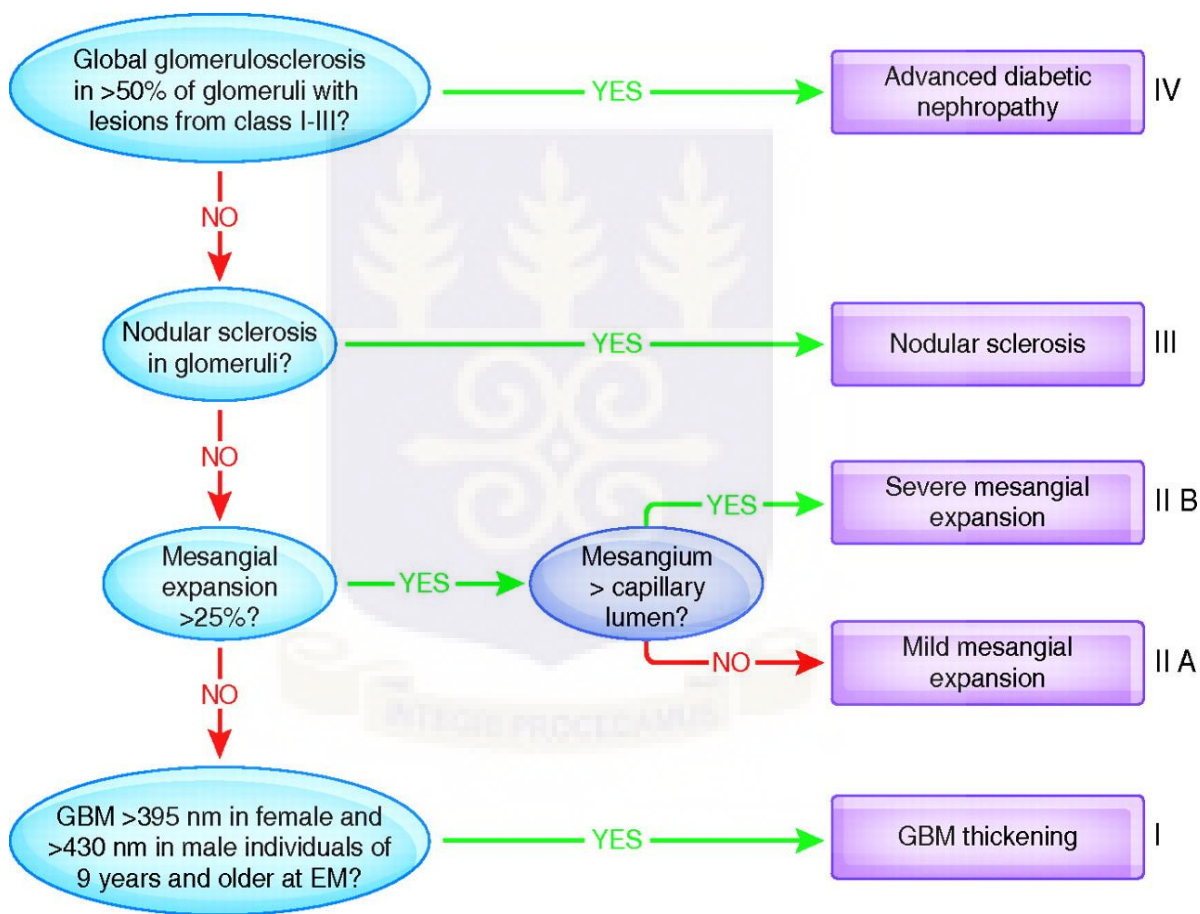 Global glomerulosclerosis
in >50% of glomeruli with
lesions from class I-III?
YES
Advanced diabetic
nephropathy
IV
NO
Nodular sclerosis
in glomeruli?
YES
Nodular sclerosis
III
NO
Mesangial
expansion
>25%?
YES
Mesangium
> capillary
lumen?
YES
Severe mesangial
expansion
II B
NO
Mild mesangial
expansion
II A
NO
GBM >395 nm in female and
>430 nm in male individuals of
9 years and older at EM?
YES
GBM thickening
I
INTEGRI PROCEDAMUS